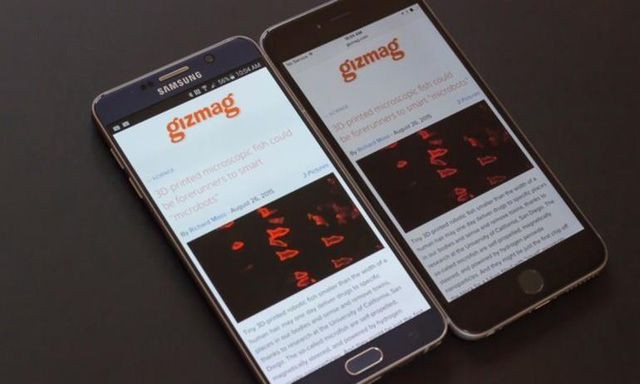 SAMSUNG
56% 10:04 AM
gizmag
SCIENCE
3D-printed microscopic fish could
be forerunners to smart
"microbots"
By Richard Moss - August 26, 2015
3 Pictures
Tiny 3D-printed robotic fish smaller than the width of a
human hair may one day deliver drugs to specific
places in our bodies and sense and remove toxins,
thanks to research at the University of California, San
Diego. The so-called microfish are self-propelled,
magnetically steered, and powered by hydrogen
No Service
gizmag.com
gizmag
SCIENCE
3D-printed microscopic fish could
be forerunners to smart "microbots"
By Richard Moss - August 26, 2015
3 Pictures
Tiny 3D-printed robotic fish smaller than the width of a
human hair may one day deliver drugs to specific places
in our bodies and sense and remove toxins, thanks to
research at the University of California, San Diego. The
so-called microfish are self-propelled, magnetically
steered, and powered by hydrogen peroxide
nanoparticles. And they might be just the first chip off